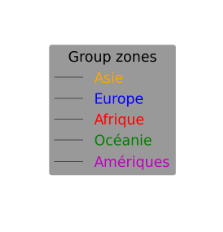 Group zones
Asie
Europe
Afrique
Océanie
Amériques